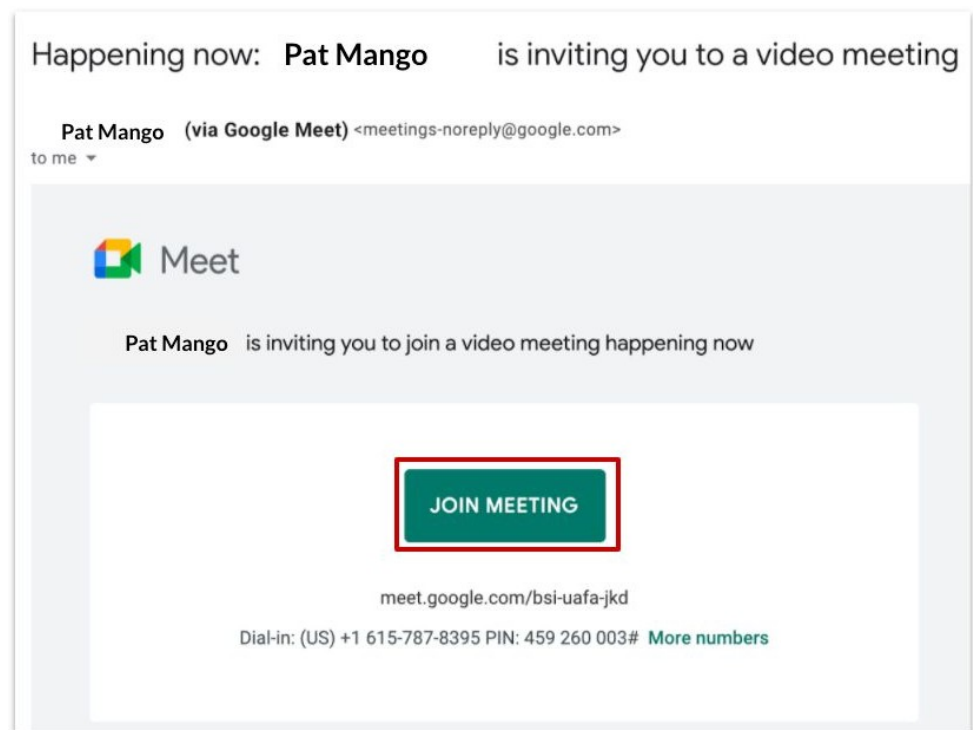 Happening now: Pat Mango is inviting you to a video meeting
Pat Mango (via Google Meet) <meetings-noreply@google.com>
to me
Meet
Pat Mango is inviting you to join a video meeting happening now
JOIN MEETING
meet.google.com/bsi-uafa-jkd
Dial-in: (US) +1 615-787-8395 PIN: 459 260 003# More numbers